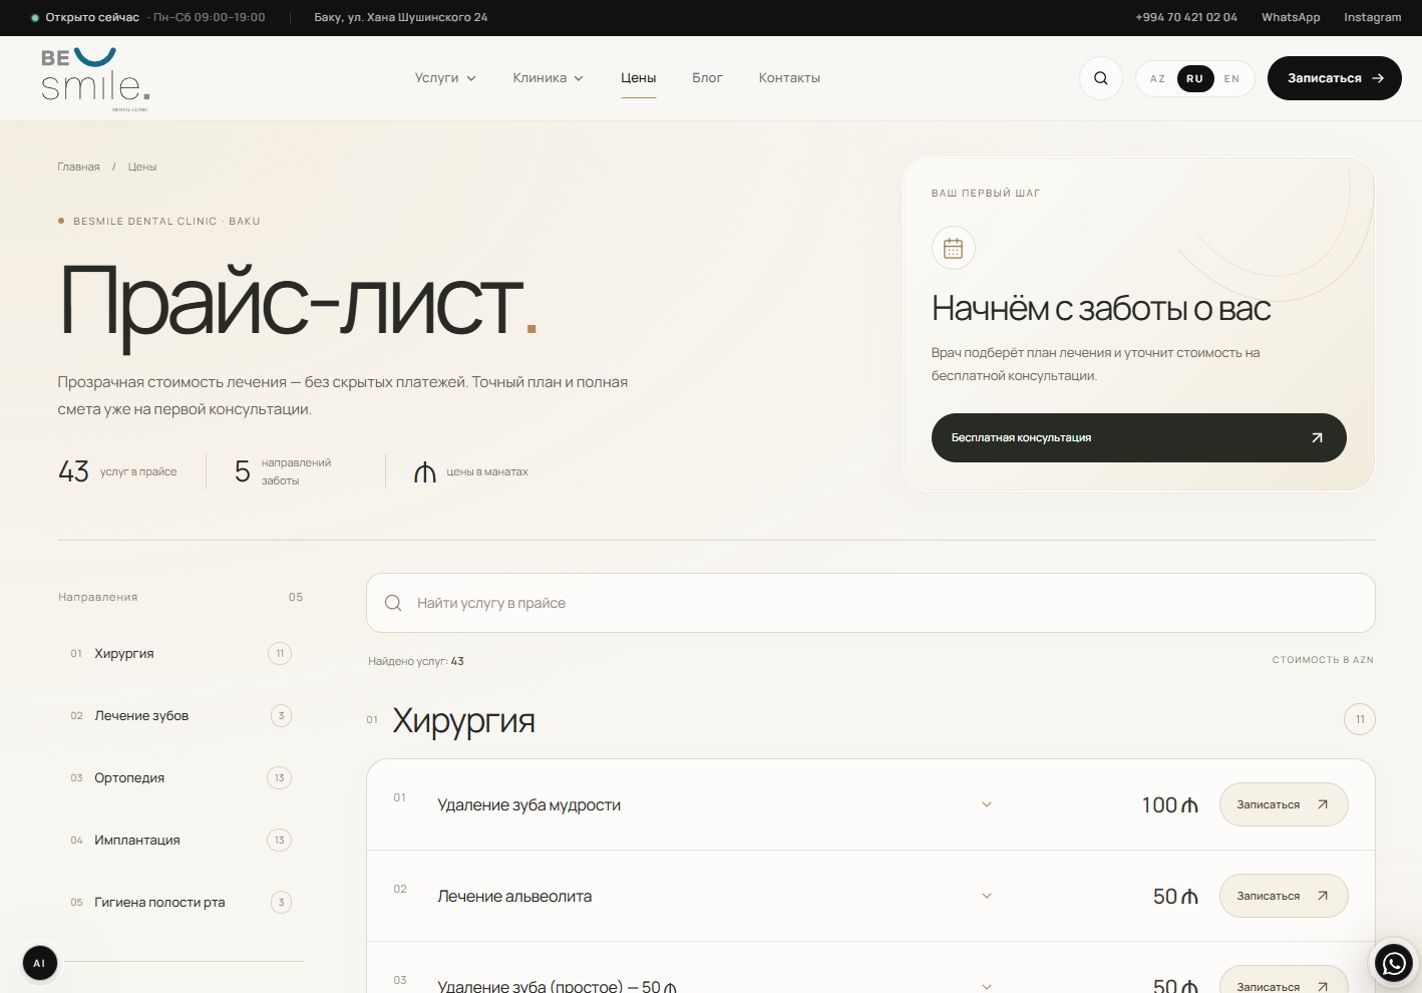 Открыто сейчас · Пн–Сб 09:00–19:00
Баку, ул. Хана Шушинского 24
+994 70 421 02 04
WhatsApp
Instagram
BE
smile.
DENTAL CLINIC
Услуги
Клиника
Цены
Блог
Контакты
AZ
RU
EN
Записаться
Главная / Цены
BESMILE DENTAL CLINIC · BAKU
Прайс-лист.
Прозрачная стоимость лечения — без скрытых платежей. Точный план и полная
смета уже на первой консультации.
43 услуг в прайсе
5 направлений
заботы
₼ цены в манатах
ВАШ ПЕРВЫЙ ШАГ
Начнём с заботы о вас
Врач подберёт план лечения и уточнит стоимость на
бесплатной консультации.
Бесплатная консультация
Направления 05
01 Хирургия 11
02 Лечение зубов 3
03 Ортопедия 13
04 Имплантация 13
05 Гигиена полости рта 3
AI
Найти услугу в прайсе
Найдено услуг: 43
СТОИМОСТЬ В AZN
01 Хирургия 11
01 Удаление зуба мудрости 100 ₼ Записаться
02 Лечение альвеолита 50 ₼ Записаться
03 Удаление зуба (простое) — 50 ₼ 50 ₼ Записаться